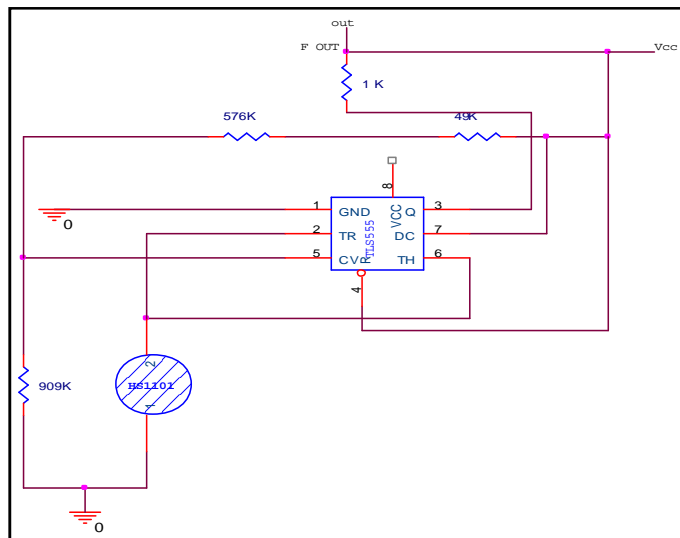 out
F OUT
Vcc
1 K
576K
49K
8
1 GND VCC Q 3
0
2 TR TLS555 DC 7
5 CV R TH 6
4
2
909K
HS1101
1
0